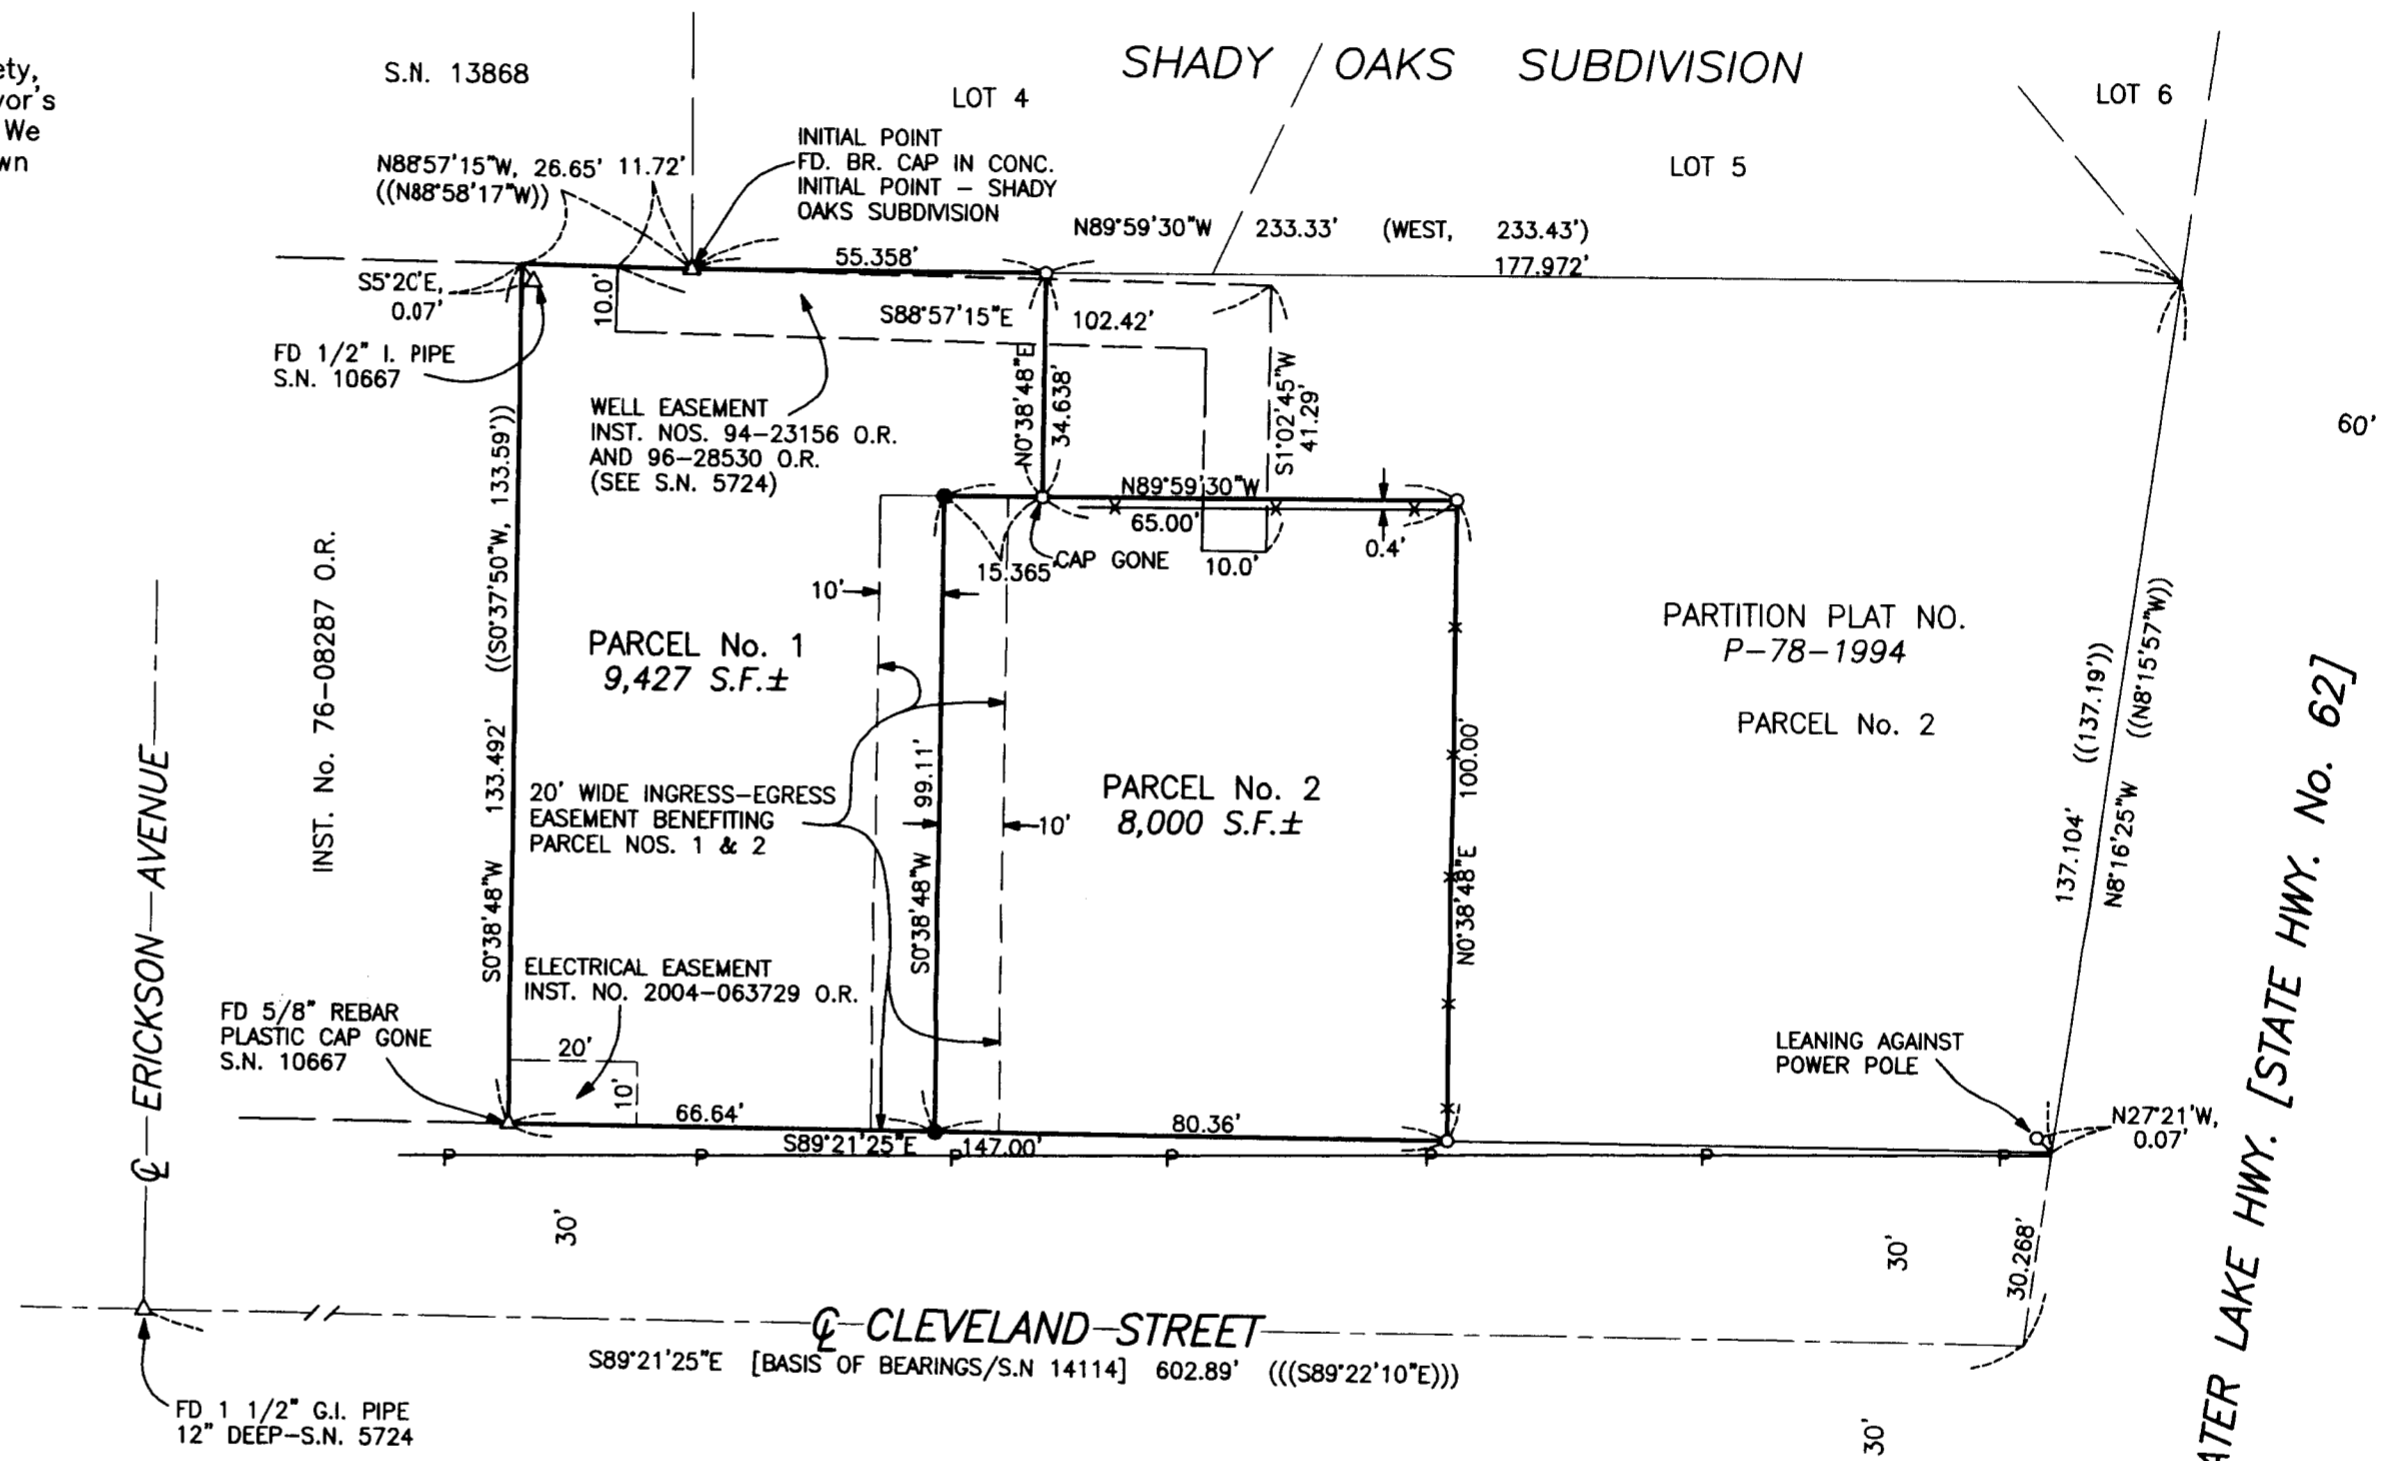 ety,
vor's
We
wn
S.N. 13868
SHADY OAKS SUBDIVISION
LOT 4
LOT 5
LOT 6
INITIAL POINT
FD. BR. CAP IN CONC.
INITIAL POINT – SHADY
OAKS SUBDIVISION
N88°57'15"W, 26.65' 11.72'
((N88°58'17"W))
N89°59'30"W 233.33' (WEST, 233.43')
55.358'
177.972'
S5°20'E,
0.07'
10.0'
S88°57'15"E 102.42'
FD 1/2" I. PIPE
S.N. 10667
N0°38'48"E
34.638'
S1°02'45"W
41.29'
60'
WELL EASEMENT
INST. NOS. 94–23156 O.R.
AND 96–28530 O.R.
(SEE S.N. 5724)
N89°59'30"W
65.00'
0.4'
15.365'
CAP GONE
10.0'
10'
INST. No. 76–08287 O.R.
S0°38'48"W 133.492' ((S0°37'50"W, 133.59'))
PARCEL No. 1
9,427 S.F.±
PARTITION PLAT NO.
P–78–1994
PARCEL No. 2
((137.19'))
((N8°15'57"W))
137.104'
N8°16'25"W
S0°38'48"W 99.11'
20' WIDE INGRESS–EGRESS
EASEMENT BENEFITING
PARCEL NOS. 1 & 2
10'
PARCEL No. 2
8,000 S.F.±
N0°38'48"E 100.00'
℄ ERICKSON AVENUE
ELECTRICAL EASEMENT
INST. NO. 2004–063729 O.R.
FD 5/8" REBAR
PLASTIC CAP GONE
S.N. 10667
20'
10'
LEANING AGAINST
POWER POLE
N27°21'W,
0.07'
66.64'
80.36'
S89°21'25"E 147.00'
P P P P P P P
30'
30'
30.268'
℄ CLEVELAND STREET
S89°21'25"E [BASIS OF BEARINGS/S.N 14114] 602.89' (((S89°22'10"E)))
FD 1 1/2" G.I. PIPE
12" DEEP–S.N. 5724
30'
ATER LAKE HWY. [STATE HWY. No. 62]